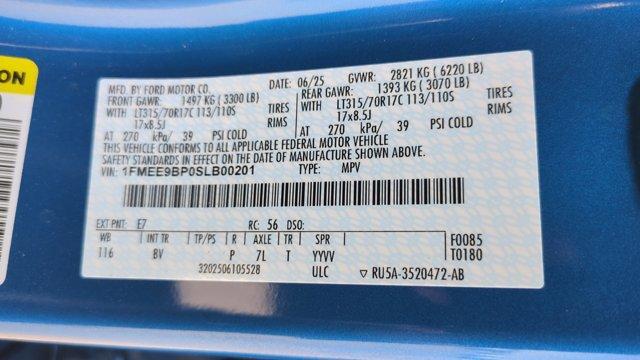 ION
MFD. BY FORD MOTOR CO. DATE: 06/25 GVWR: 2821 KG ( 6220 LB)
FRONT GAWR: 1497 KG ( 3300 LB) REAR GAWR: 1393 KG ( 3070 LB)
WITH LT315/70R17C 113/110S TIRES WITH LT315/70R17C 113/110S TIRES
17x8.5J RIMS 17x8.5J RIMS
AT 270 kPa/ 39 PSI COLD AT 270 kPa/ 39 PSI COLD
THIS VEHICLE CONFORMS TO ALL APPLICABLE FEDERAL MOTOR VEHICLE
SAFETY STANDARDS IN EFFECT ON THE DATE OF MANUFACTURE SHOWN ABOVE.
VIN: 1FMEE9BP0SLB00201 TYPE: MPV
EXT PNT: E7 RC: 56 DSO:
WB INT TR TP/PS R AXLE TR SPR F0085
116 BV P 7L T YYVV T0180
3202506105528 ULC ▽ RU5A-3520472-AB